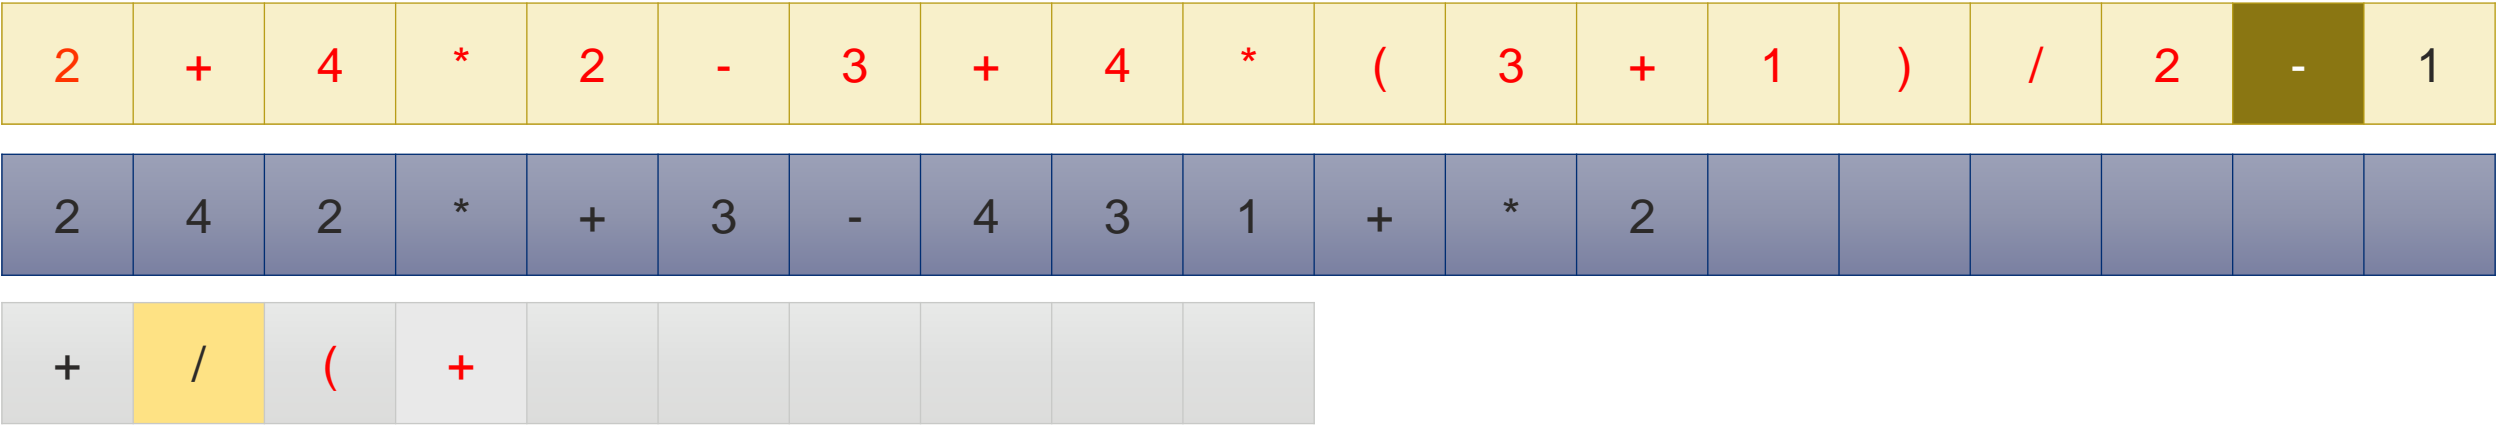 2 + 4 * 2 - 3 + 4 * ( 3 + 1 ) / 2 - 1
2 4 2 * + 3 - 4 3 1 + * 2
+ / ( +